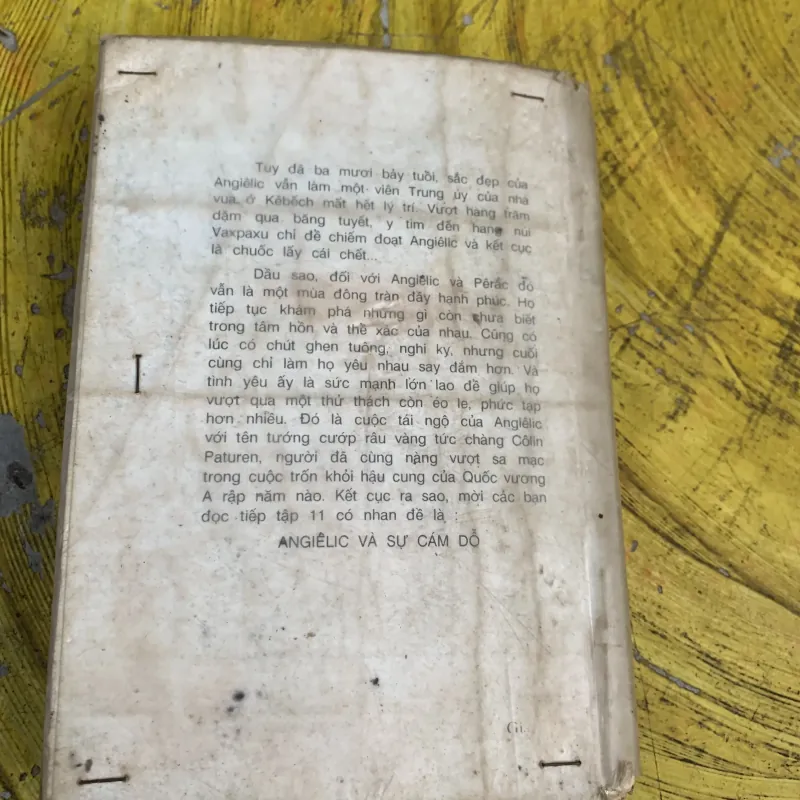 Tuy đã ba mươi bảy tuổi, sắc đẹp của
Angiêlic vẫn làm một viên Trung úy của nhà
vua ở Kêbếch mất hết lý trí. Vượt hàng trăm
dặm qua băng tuyết, y tìm đến hang núi
Vaxpaxu chỉ để chiếm đoạt Angiêlic và kết cục
là chuốc lấy cái chết...
Dầu sao, đối với Angiêlic và Pêrắc đó
vẫn là một mùa đông tràn đầy hạnh phúc. Họ
tiếp tục khám phá những gì còn chưa biết
trong tâm hồn và thể xác của nhau. Cũng có
lúc có chút ghen tuông, nghi kỵ, nhưng cuối
cùng chỉ làm họ yêu nhau say đắm hơn. Và
tình yêu ấy là sức mạnh lớn lao để giúp họ
vượt qua một thử thách còn éo le, phức tạp
hơn nhiều. Đó là cuộc tái ngộ của Angiêlic
với tên tướng cướp râu vàng tức chàng Côlin
Paturen, người đã cùng nàng vượt sa mạc
trong cuộc trốn khỏi hậu cung của Quốc vương
A rập năm nào. Kết cục ra sao, mời các bạn
đọc tiếp tập 11 có nhan đề là :
ANGIÊLIC VÀ SỰ CÁM DỖ